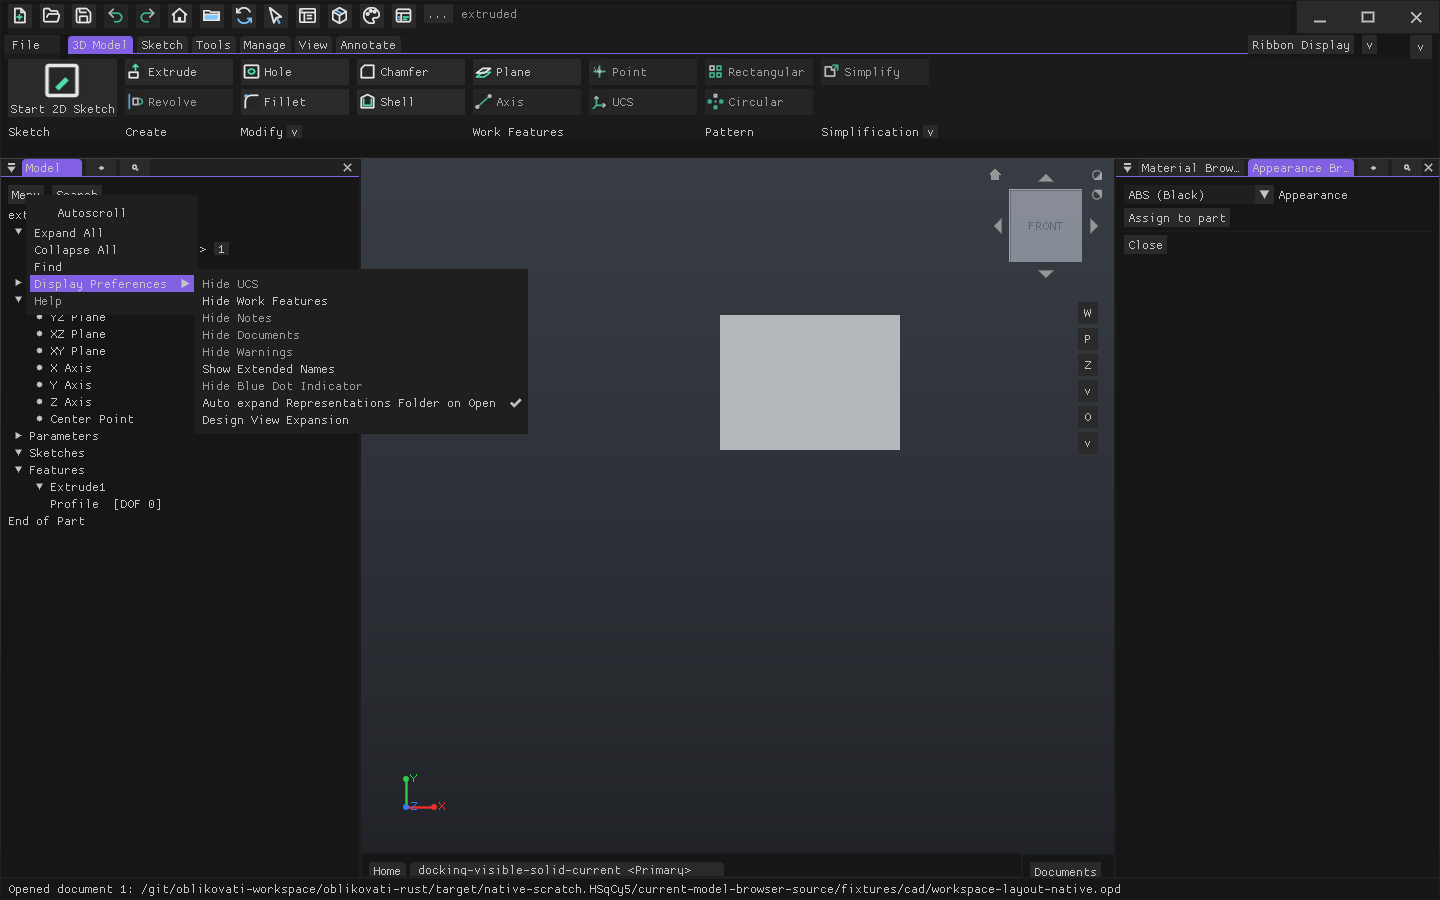 ... extruded
File 3D Model Sketch Tools Manage View Annotate Ribbon Display v v
Extrude Hole Chamfer Plane Point Rectangular Simplify
Start 2D Sketch Revolve Fillet Shell Axis UCS Circular
Sketch Create Modify v Work Features Pattern Simplification v
Model Material Brow… Appearance Br…
Menu Search
ABS (Black) Appearance
Assign to part
Close
ext
Autoscroll
Expand All
Collapse All > 1
Find
Display Preferences
Help
Hide UCS
Hide Work Features
Hide Notes
Hide Documents
Hide Warnings
Show Extended Names
Hide Blue Dot Indicator
Auto expand Representations Folder on Open
Design View Expansion
YZ Plane
XZ Plane
XY Plane
X Axis
Y Axis
Z Axis
Center Point
Parameters
Sketches
Features
Extrude1
Profile [DOF 0]
End of Part
FRONT
W
P
Z
v
O
v
Y
Z X
Home docking-visible-solid-current <Primary> Documents
Opened document 1: /git/oblikovati-workspace/oblikovati-rust/target/native-scratch.HSqCy5/current-model-browser-source/fixtures/cad/workspace-layout-native.opd